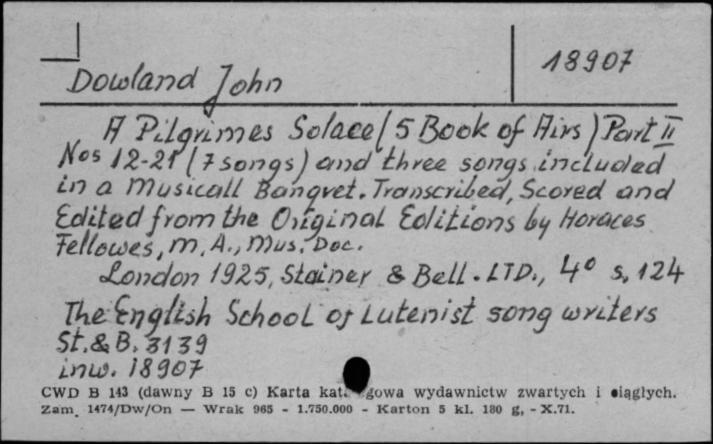 18907
Dowland John
A Pilgrimes Solace (5 Book of Airs) Part II
Nos 12-21 (7 songs) and three songs included
in a Musicall Banqvet. Transcribed, Scored and
Edited from the Original Editions by Horaces
Fellowes, M.A., Mus. Doc.
London 1925, Stainer & Bell. LTD., 4° s. 124
The English School of Lutenist song writers
St. & B. 3139
inw. 18907
CWD B 143 (dawny B 15 c) Karta kat. gowa wydawnictw zwartych i iągłych.
Zam. 1474/Dw/On — Wrak 965 - 1.750.000 - Karton 5 kl. 180 g, - X.71.